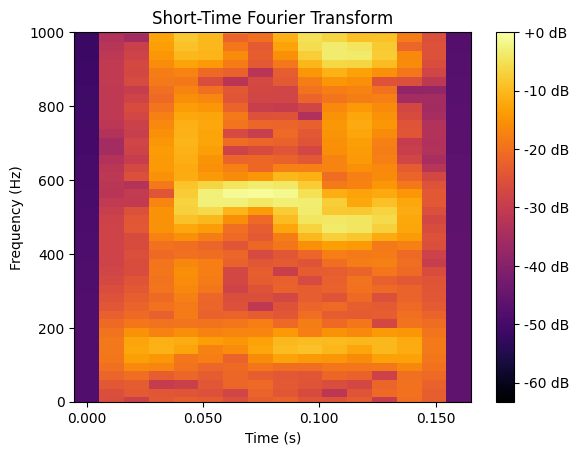 Short-Time Fourier Transform
1000
800
600
400
200
0
Frequency (Hz)
0.000
0.050
0.100
0.150
Time (s)
+0 dB
-10 dB
-20 dB
-30 dB
-40 dB
-50 dB
-60 dB